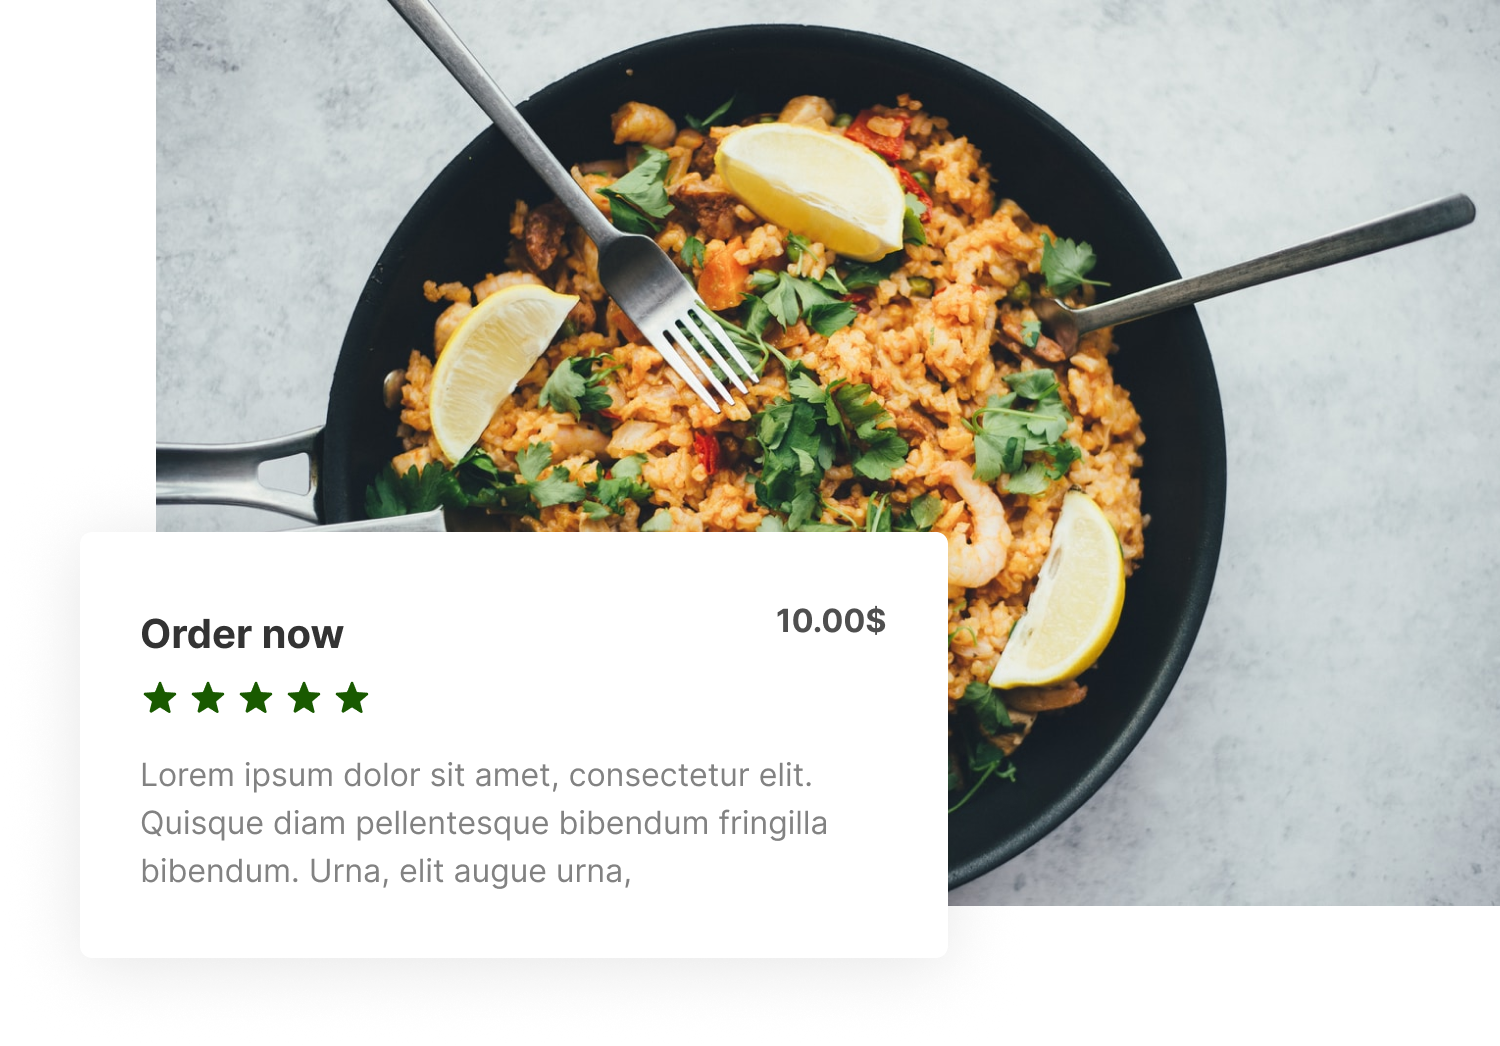 Order now
10.00$
Lorem ipsum dolor sit amet, consectetur elit.
Quisque diam pellentesque bibendum fringilla
bibendum. Urna, elit augue urna,